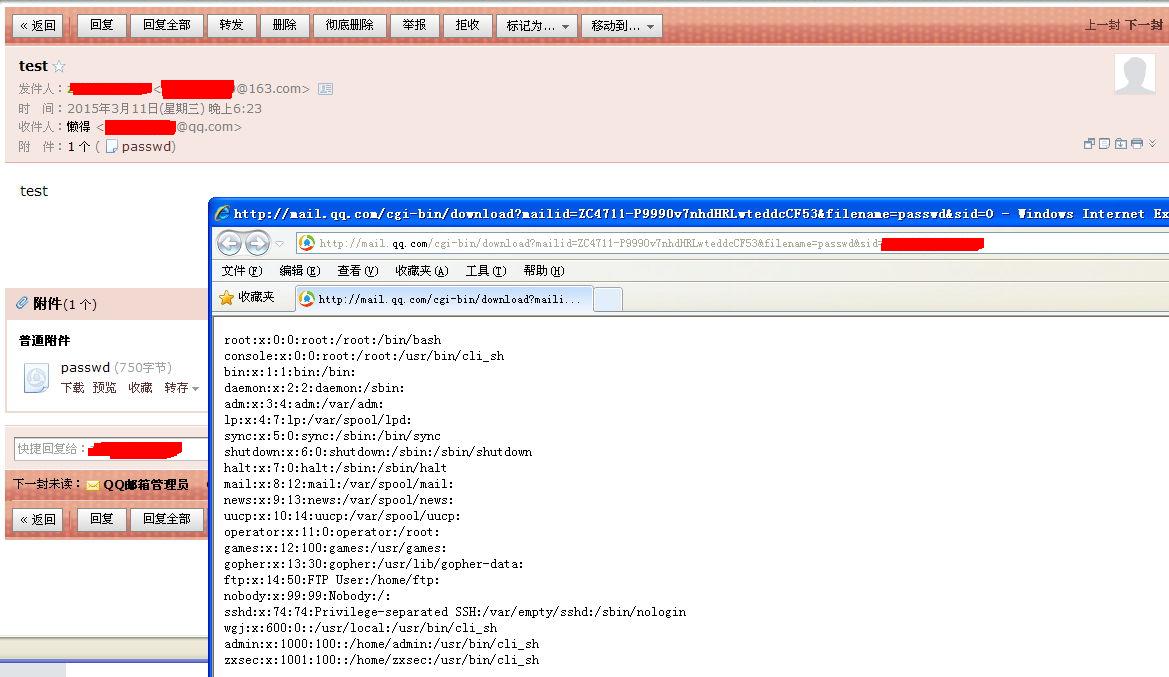 « 返回 回复 回复全部 转发 删除 彻底删除 举报 拒收 标记为... 移动到... 上一封 下一封
test
发件人： < @163.com>
时 间：2015年3月11日(星期三) 晚上6:23
收件人：懒得 < @qq.com>
附 件：1 个 ( passwd)
test
附件(1 个)
普通附件
passwd (750字节)
下载 预览 收藏 转存
快捷回复给：
下一封未读： QQ邮箱管理员
« 返回 回复 回复全部
http://mail.qq.com/cgi-bin/download?mailid=ZC4711-P9990v7nhdHRLwteddcCF53&filename=passwd&sid=0 - Windows Internet Ex
http://mail.qq.com/cgi-bin/download?mailid=ZC4711-P9990v7nhdHRLwteddcCF53&filename=passwd&sid=
文件(F) 编辑(E) 查看(V) 收藏夹(A) 工具(T) 帮助(H)
收藏夹 http://mail.qq.com/cgi-bin/download?maili...
root:x:0:0:root:/root:/bin/bash
console:x:0:0:root:/root:/usr/bin/cli_sh
bin:x:1:1:bin:/bin:
daemon:x:2:2:daemon:/sbin:
adm:x:3:4:adm:/var/adm:
lp:x:4:7:lp:/var/spool/lpd:
sync:x:5:0:sync:/sbin:/bin/sync
shutdown:x:6:0:shutdown:/sbin:/sbin/shutdown
halt:x:7:0:halt:/sbin:/sbin/halt
mail:x:8:12:mail:/var/spool/mail:
news:x:9:13:news:/var/spool/news:
uucp:x:10:14:uucp:/var/spool/uucp:
operator:x:11:0:operator:/root:
games:x:12:100:games:/usr/games:
gopher:x:13:30:gopher:/usr/lib/gopher-data:
ftp:x:14:50:FTP User:/home/ftp:
nobody:x:99:99:Nobody:/:
sshd:x:74:74:Privilege-separated SSH:/var/empty/sshd:/sbin/nologin
wgj:x:600:0::/usr/local:/usr/bin/cli_sh
admin:x:1000:100::/home/admin:/usr/bin/cli_sh
zxsec:x:1001:100::/home/zxsec:/usr/bin/cli_sh